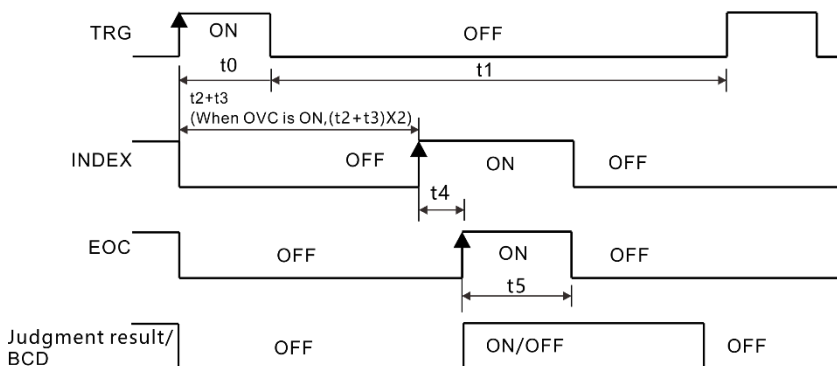 TRG ON OFF
t0 t1
t2+t3
(When OVC is ON,(t2+t3)X2)
INDEX OFF ON OFF
t4
EOC OFF ON OFF
t5
Judgment result/
BCD OFF ON/OFF OFF